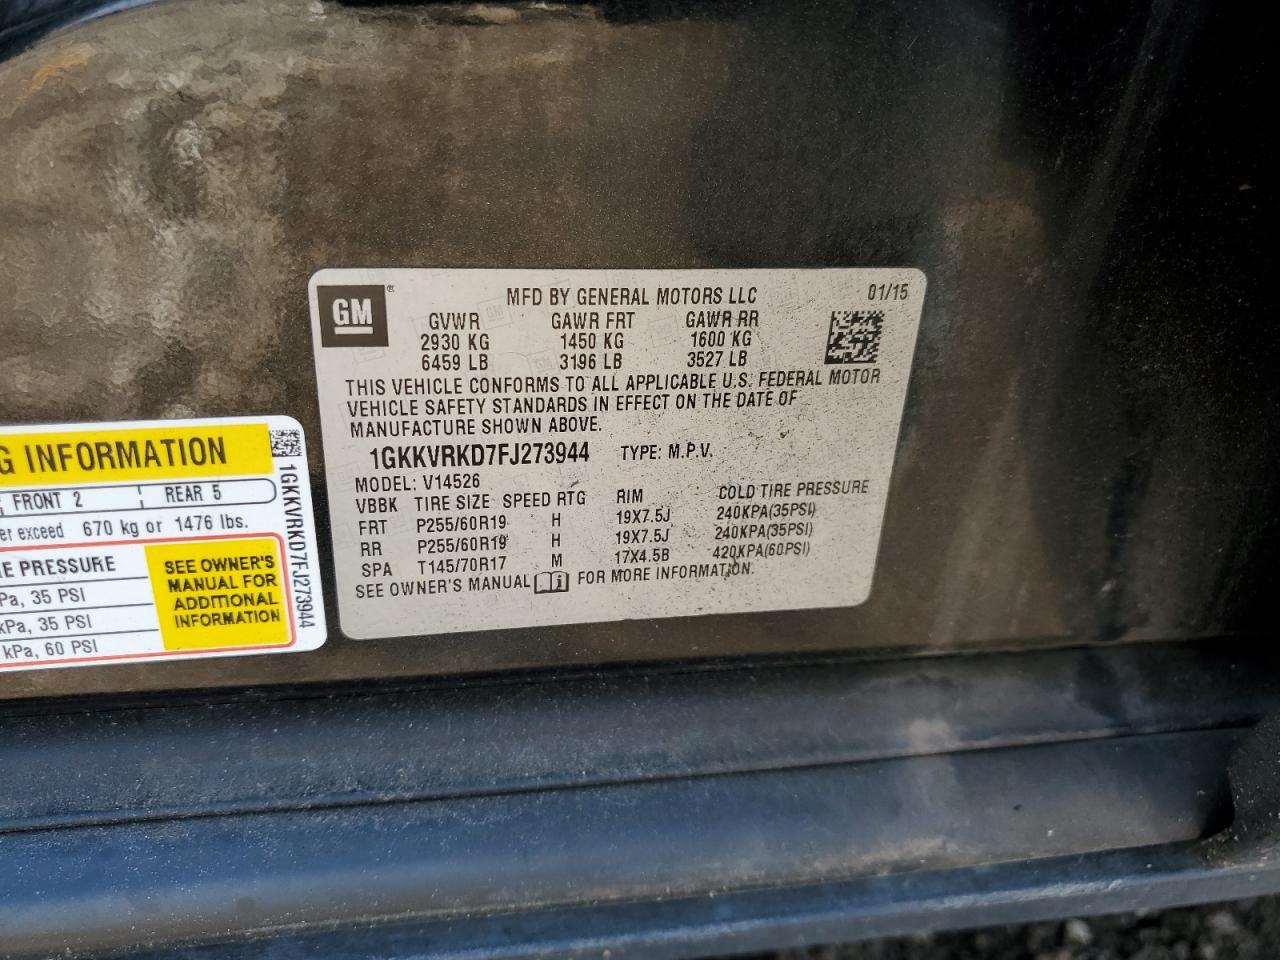 G INFORMATION
FRONT 2 REAR 5
exceed 670 kg or 1476 lbs.
PRESSURE
kPa, 35 PSI
kPa, 35 PSI
kPa, 60 PSI
SEE OWNER'S
MANUAL FOR
ADDITIONAL
INFORMATION
1GKKVRKD7FJ273944
GM®
MFD BY GENERAL MOTORS LLC 01/15
GVWR GAWR FRT GAWR RR
2930 KG 1450 KG 1600 KG
6459 LB 3196 LB 3527 LB
THIS VEHICLE CONFORMS TO ALL APPLICABLE U.S. FEDERAL MOTOR
VEHICLE SAFETY STANDARDS IN EFFECT ON THE DATE OF
MANUFACTURE SHOWN ABOVE.
1GKKVRKD7FJ273944 TYPE: M.P.V.
MODEL: V14526
VBBK TIRE SIZE SPEED RTG RIM COLD TIRE PRESSURE
FRT P255/60R19 H 19X7.5J 240KPA(35PSI)
RR P255/60R19 H 19X7.5J 240KPA(35PSI)
SPA T145/70R17 M 17X4.5B 420KPA(60PSI)
SEE OWNER'S MANUAL FOR MORE INFORMATION.